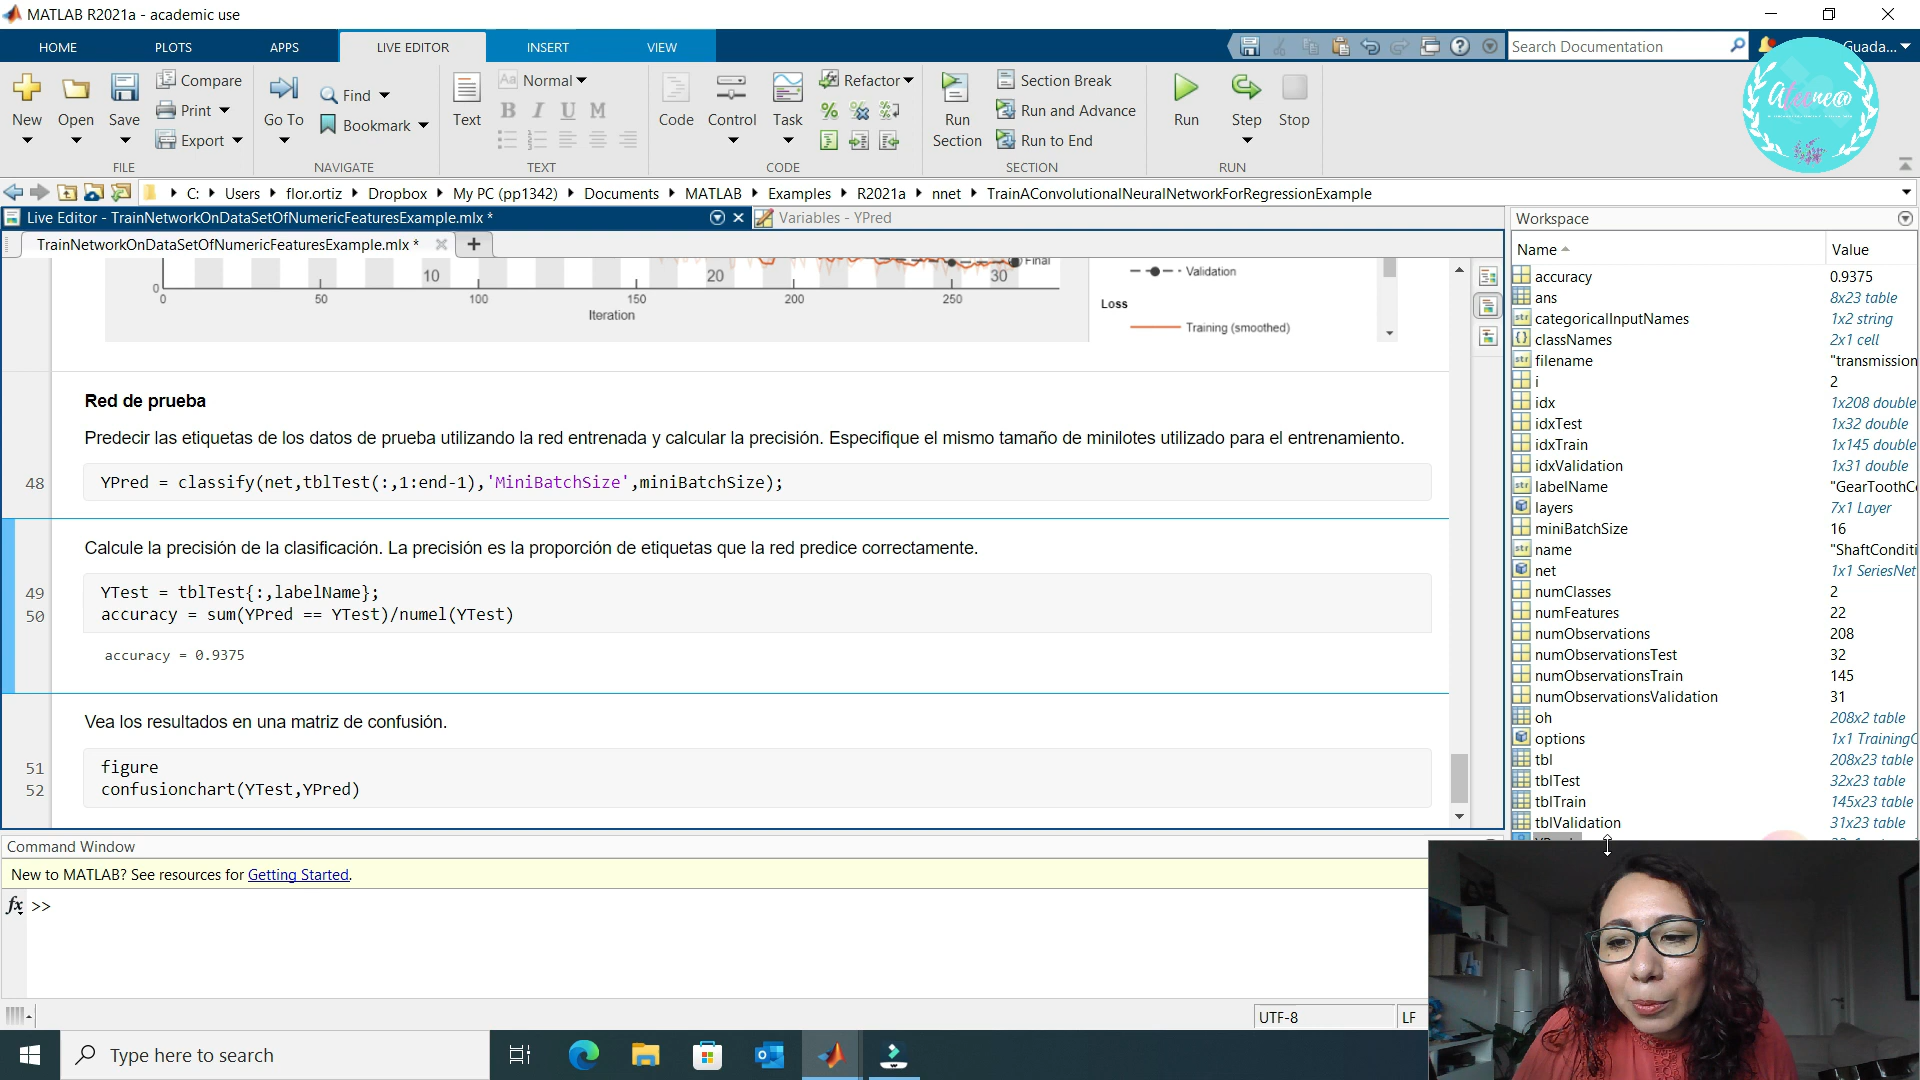 MATLAB R2021a - academic use
HOME PLOTS APPS LIVE EDITOR INSERT VIEW
Search Documentation
Guada...
New Open Save Compare Print Export
FILE
Go To Find Bookmark
NAVIGATE
Text Aa Normal B I U M
TEXT
Code Control Task Refactor
CODE
Run Section Section Break Run and Advance Run to End
SECTION
Run Step Stop
RUN
Ateneo
C: Users flor.ortiz Dropbox My PC (pp1342) Documents MATLAB Examples R2021a nnet TrainAConvolutionalNeuralNetworkForRegressionExample
Live Editor - TrainNetworkOnDataSetOfNumericFeaturesExample.mlx *
Variables - YPred
TrainNetworkOnDataSetOfNumericFeaturesExample.mlx *
Final
10 20 30
0
0 50 100 150 200 250
Iteration
Validation
Loss
Training (smoothed)
Red de prueba
Predecir las etiquetas de los datos de prueba utilizando la red entrenada y calcular la precisión. Especifique el mismo tamaño de minilotes utilizado para el entrenamiento.
48 YPred = classify(net,tblTest(:,1:end-1),'MiniBatchSize',miniBatchSize);
Calcule la precisión de la clasificación. La precisión es la proporción de etiquetas que la red predice correctamente.
49 YTest = tblTest{:,labelName};
50 accuracy = sum(YPred == YTest)/numel(YTest)
accuracy = 0.9375
Vea los resultados en una matriz de confusión.
51 figure
52 confusionchart(YTest,YPred)
Command Window
New to MATLAB? See resources for Getting Started.
fx >>
UTF-8 LF
Workspace
Name Value
accuracy 0.9375
ans 8x23 table
categoricalInputNames 1x2 string
classNames 2x1 cell
filename "transmission
i 2
idx 1x208 double
idxTest 1x32 double
idxTrain 1x145 double
idxValidation 1x31 double
labelName "GearToothC
layers 7x1 Layer
miniBatchSize 16
name "ShaftConditi
net 1x1 SeriesNet
numClasses 2
numFeatures 22
numObservations 208
numObservationsTest 32
numObservationsTrain 145
numObservationsValidation 31
oh 208x2 table
options 1x1 Training
tbl 208x23 table
tblTest 32x23 table
tblTrain 145x23 table
tblValidation 31x23 table
Type here to search